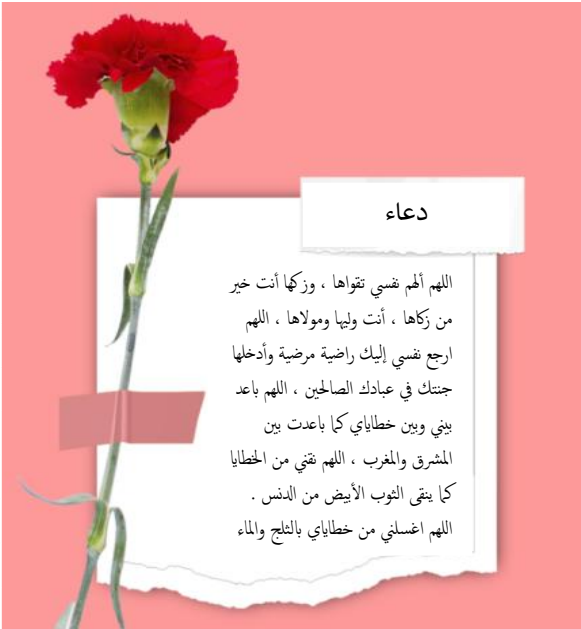 دعاء
اللهم ألهم نفسي تقواها ، وزكها أنت خير
من زكاها ، أنت وليها ومولاها ، اللهم
ارجع نفسي إليك راضية مرضية وأدخلها
جنتك في عبادك الصالحين ، اللهم باعد
بيني وبين خطاياي كما باعدت بين
المشرق والمغرب ، اللهم نقني من الخطايا
كما ينقى الثوب الأبيض من الدنس .
اللهم اغسلني من خطاياي بالثلج والماء